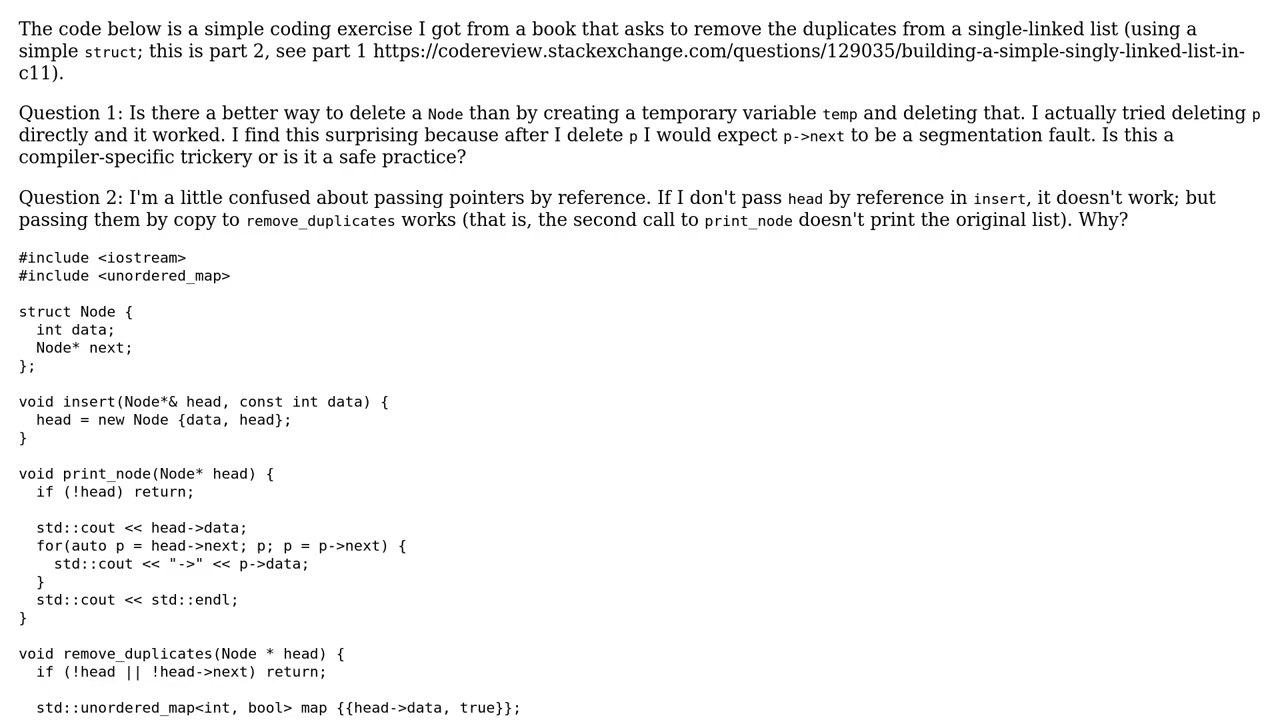 The code below is a simple coding exercise I got from a book that asks to remove the duplicates from a single-linked list (using a
simple struct; this is part 2, see part 1 https://codereview.stackexchange.com/questions/129035/building-a-simple-singly-linked-list-in-
c11).
Question 1: Is there a better way to delete a Node than by creating a temporary variable temp and deleting that. I actually tried deleting p
directly and it worked. I find this surprising because after I delete p I would expect p->next to be a segmentation fault. Is this a
compiler-specific trickery or is it a safe practice?
Question 2: I'm a little confused about passing pointers by reference. If I don't pass head by reference in insert, it doesn't work; but
passing them by copy to remove_duplicates works (that is, the second call to print_node doesn't print the original list). Why?
#include <iostream>
#include <unordered_map>
struct Node {
  int data;
  Node* next;
};
void insert(Node*& head, const int data) {
  head = new Node {data, head};
}
void print_node(Node* head) {
  if (!head) return;
  std::cout << head->data;
  for(auto p = head->next; p; p = p->next) {
    std::cout << "->" << p->data;
  }
  std::cout << std::endl;
}
void remove_duplicates(Node * head) {
  if (!head || !head->next) return;
  std::unordered_map<int, bool> map {{head->data, true}};